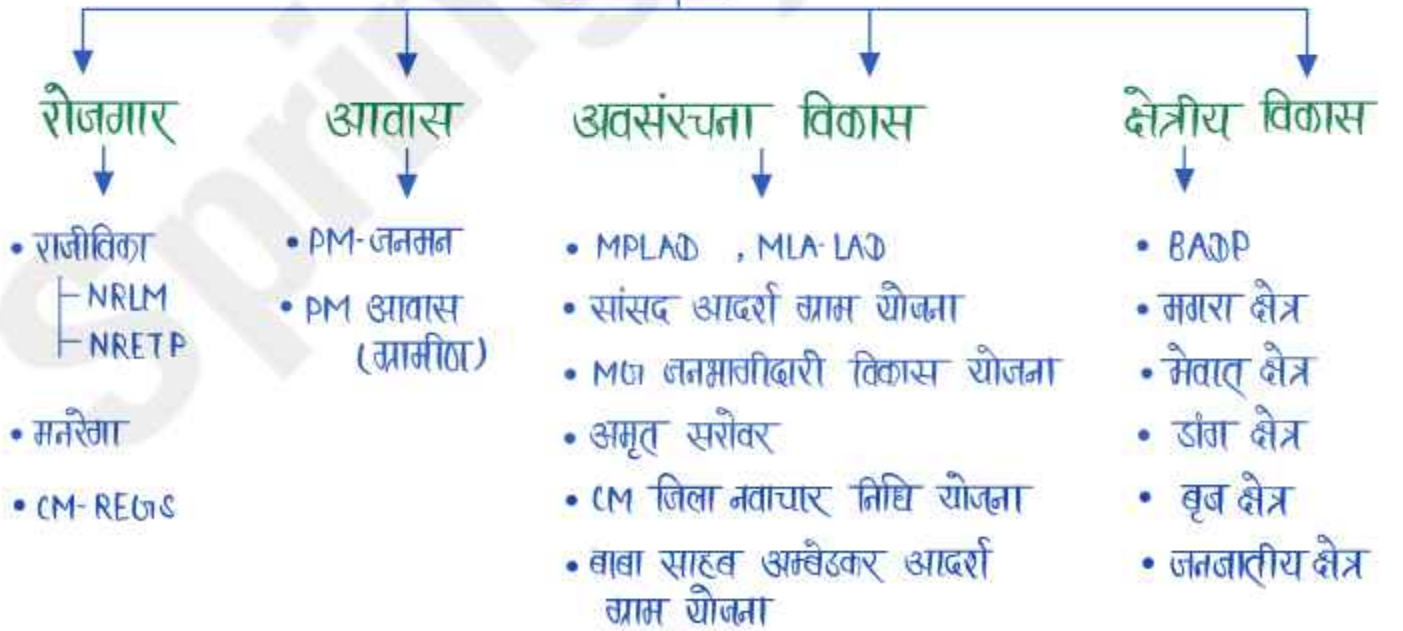 रोजगार
• राजीविका
NRLM
NRETP
• मनरेगा
• CM-REGS
आवास
• PM-जनमन
• PM आवास
(ग्रामीण)
अवसंरचना विकास
• MPLAD , MLA-LAD
• सांसद आदर्श ग्राम योजना
• MG जनभागीदारी विकास योजना
• अमृत सरोवर
• CM जिला नवाचार निधि योजना
• बाबा साहब अम्बेडकर आदर्श
ग्राम योजना
क्षेत्रीय विकास
• BADP
• मगरा क्षेत्र
• मेवात क्षेत्र
• डांग क्षेत्र
• बृज क्षेत्र
• जनजातीय क्षेत्र
Spring